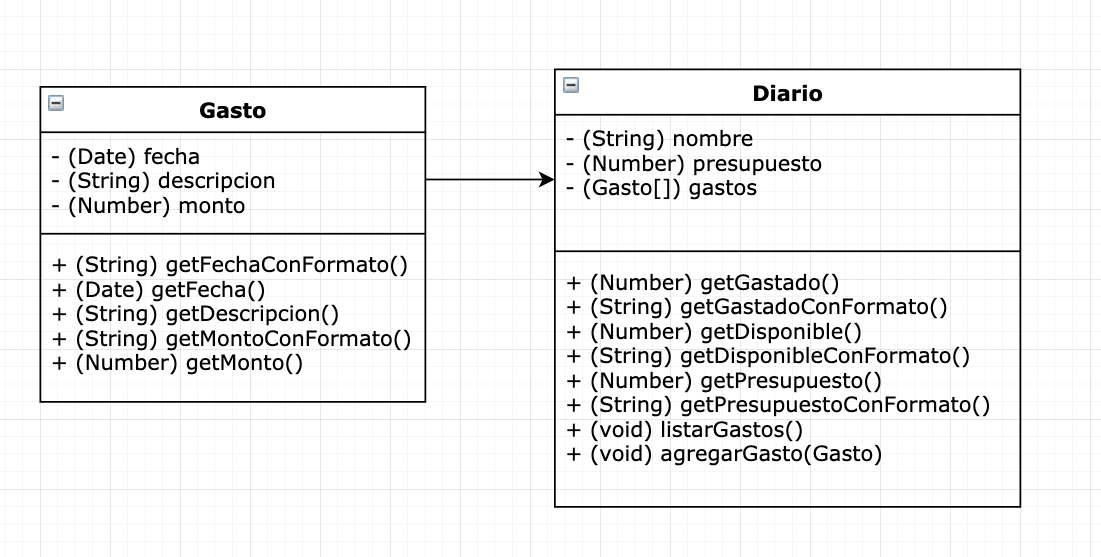 Gasto
- (Date) fecha
- (String) descripcion
- (Number) monto
+ (String) getFechaConFormato()
+ (Date) getFecha()
+ (String) getDescripcion()
+ (String) getMontoConFormato()
+ (Number) getMonto()
Diario
- (String) nombre
- (Number) presupuesto
- (Gasto[]) gastos
+ (Number) getGastado()
+ (String) getGastadoConFormato()
+ (Number) getDisponible()
+ (String) getDisponibleConFormato()
+ (Number) getPresupuesto()
+ (String) getPresupuestoConFormato()
+ (void) listarGastos()
+ (void) agregarGasto(Gasto)